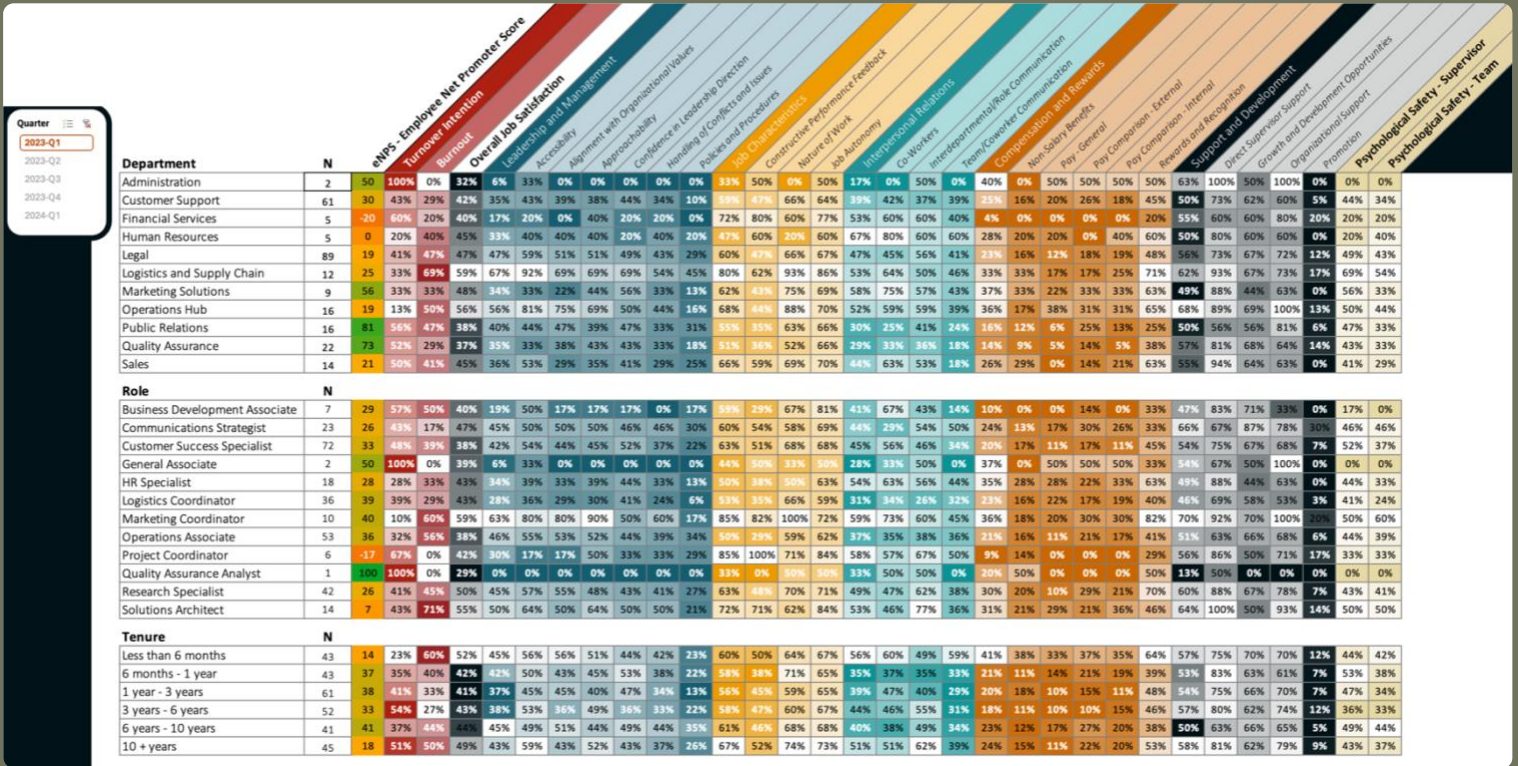 eNPS - Employee Net Promoter Score
Turnover Intention
Burnout
Overall Job Satisfaction
Leadership and Management
Accessibility
Alignment with Organizational Values
Approachability
Confidence in Leadership Direction
Handling of Conflicts and Issues
Policies and Procedures
Job Characteristics
Constructive Performance Feedback
Nature of Work
Job Autonomy
Interpersonal Relations
Co-Workers
Interdepartmental/Role Communication
Team/Coworker Communication
Compensation and Rewards
Non-Salary Benefits
Pay - General
Pay Comparison - External
Pay Comparison - Internal
Rewards and Recognition
Support and Development
Direct Supervisor Support
Growth and Development Opportunities
Organizational Support
Promotion
Psychological Safety - Supervisor
Psychological Safety - Team
Quarter
2023-Q1
2023-Q2
2023-Q3
2023-Q4
2024-Q1
Department N
Administration 2 50 100% 0% 32% 6% 33% 0% 0% 0% 0% 0% 33% 50% 0% 50% 17% 0% 50% 0% 40% 0% 50% 50% 50% 50% 63% 100% 50% 100% 0% 0% 0%
Customer Support 61 30 43% 29% 42% 35% 43% 39% 38% 44% 34% 10% 59% 47% 66% 64% 39% 42% 37% 39% 25% 16% 20% 26% 18% 45% 50% 73% 62% 60% 5% 44% 34%
Financial Services 5 -20 60% 20% 40% 17% 20% 0% 40% 20% 20% 0% 72% 80% 60% 77% 53% 60% 60% 40% 4% 0% 0% 0% 0% 20% 55% 60% 80% 80% 20% 20% 20%
Human Resources 5 0 20% 40% 45% 33% 40% 40% 40% 20% 40% 20% 47% 60% 20% 60% 67% 80% 60% 60% 28% 20% 20% 0% 40% 60% 50% 80% 60% 60% 0% 20% 40%
Legal 89 19 41% 47% 47% 47% 59% 51% 51% 49% 43% 29% 60% 47% 66% 67% 47% 45% 56% 41% 23% 16% 12% 18% 19% 48% 56% 73% 67% 72% 12% 49% 43%
Logistics and Supply Chain 12 25 33% 69% 59% 67% 92% 69% 69% 69% 54% 45% 80% 62% 93% 86% 53% 64% 50% 46% 33% 33% 17% 17% 25% 71% 62% 93% 67% 73% 17% 69% 54%
Marketing Solutions 9 56 33% 33% 48% 34% 33% 22% 44% 56% 33% 13% 62% 43% 75% 69% 58% 75% 57% 43% 37% 33% 22% 33% 33% 63% 49% 88% 44% 63% 0% 56% 33%
Operations Hub 16 19 13% 50% 56% 56% 81% 75% 69% 50% 44% 16% 68% 44% 88% 70% 52% 59% 59% 39% 36% 17% 38% 31% 31% 65% 68% 89% 69% 100% 13% 50% 44%
Public Relations 16 81 56% 47% 38% 40% 44% 47% 39% 47% 33% 31% 55% 35% 63% 66% 30% 25% 41% 24% 16% 12% 6% 25% 13% 25% 50% 56% 56% 81% 6% 47% 33%
Quality Assurance 22 73 52% 29% 37% 35% 33% 38% 43% 43% 33% 18% 51% 36% 52% 66% 29% 33% 36% 18% 14% 9% 5% 14% 5% 38% 57% 81% 68% 64% 14% 43% 33%
Sales 14 21 50% 41% 45% 36% 53% 29% 35% 41% 29% 25% 66% 59% 69% 70% 44% 63% 53% 18% 26% 29% 0% 14% 21% 63% 55% 94% 64% 63% 0% 41% 29%
Role N
Business Development Associate 7 29 57% 50% 40% 19% 50% 17% 17% 17% 0% 17% 59% 29% 67% 81% 41% 67% 43% 14% 10% 0% 0% 14% 0% 33% 47% 83% 71% 33% 0% 17% 0%
Communications Strategist 23 26 43% 17% 47% 45% 50% 50% 50% 46% 46% 30% 60% 54% 58% 69% 44% 29% 54% 50% 24% 13% 17% 30% 26% 33% 66% 67% 87% 78% 30% 46% 46%
Customer Success Specialist 72 33 48% 39% 38% 42% 54% 44% 45% 52% 37% 22% 63% 51% 68% 68% 45% 56% 46% 34% 20% 17% 11% 17% 11% 45% 54% 75% 67% 68% 7% 52% 37%
General Associate 2 50 100% 0% 39% 6% 33% 0% 0% 0% 0% 0% 44% 50% 33% 50% 28% 33% 50% 0% 37% 0% 50% 50% 50% 33% 54% 67% 50% 100% 0% 0% 0%
HR Specialist 18 28 28% 33% 43% 34% 39% 33% 39% 44% 33% 13% 50% 38% 50% 63% 54% 63% 56% 44% 35% 28% 28% 22% 33% 63% 49% 88% 44% 63% 0% 44% 33%
Logistics Coordinator 36 39 39% 29% 43% 28% 36% 29% 30% 41% 24% 6% 53% 35% 66% 59% 31% 34% 26% 32% 23% 16% 22% 17% 19% 40% 46% 69% 58% 53% 3% 41% 24%
Marketing Coordinator 10 40 10% 60% 59% 63% 80% 80% 90% 50% 60% 17% 85% 82% 100% 72% 59% 73% 60% 45% 36% 18% 20% 30% 30% 82% 70% 92% 70% 100% 20% 50% 60%
Operations Associate 53 36 32% 56% 38% 46% 55% 53% 52% 44% 39% 34% 50% 29% 59% 62% 37% 35% 38% 36% 21% 16% 11% 21% 17% 41% 51% 63% 66% 68% 6% 44% 39%
Project Coordinator 6 -17 67% 0% 42% 30% 17% 17% 50% 33% 33% 29% 85% 100% 71% 84% 58% 57% 67% 50% 9% 14% 0% 0% 0% 29% 56% 86% 50% 71% 17% 33% 33%
Quality Assurance Analyst 1 100 100% 0% 29% 0% 0% 0% 0% 0% 0% 0% 33% 0% 50% 50% 33% 50% 50% 0% 20% 50% 0% 0% 0% 50% 13% 50% 0% 0% 0% 0% 0%
Research Specialist 42 26 41% 45% 50% 45% 57% 55% 48% 43% 41% 27% 63% 48% 70% 71% 49% 47% 62% 38% 30% 20% 10% 29% 21% 70% 60% 88% 67% 78% 7% 43% 41%
Solutions Architect 14 7 43% 71% 55% 50% 64% 50% 64% 50% 50% 21% 72% 71% 62% 84% 53% 46% 77% 36% 31% 21% 29% 21% 36% 46% 64% 100% 50% 93% 14% 50% 50%
Tenure N
Less than 6 months 43 14 23% 60% 52% 45% 56% 56% 51% 44% 42% 23% 60% 50% 64% 67% 56% 60% 49% 59% 41% 38% 33% 37% 35% 64% 57% 75% 70% 70% 12% 44% 42%
6 months - 1 year 43 37 35% 40% 42% 42% 50% 43% 45% 53% 38% 22% 58% 38% 71% 65% 35% 37% 35% 33% 21% 11% 14% 21% 19% 39% 53% 83% 63% 61% 7% 53% 38%
1 year - 3 years 61 38 41% 33% 41% 37% 45% 45% 40% 47% 34% 13% 56% 45% 59% 65% 39% 47% 40% 29% 20% 18% 10% 15% 11% 48% 54% 75% 66% 70% 7% 47% 34%
3 years - 6 years 52 33 54% 27% 43% 38% 53% 36% 49% 36% 33% 22% 58% 47% 60% 67% 44% 46% 55% 31% 18% 11% 10% 10% 15% 46% 57% 80% 62% 74% 12% 36% 33%
6 years - 10 years 41 41 37% 44% 44% 45% 49% 51% 44% 49% 44% 35% 61% 46% 68% 68% 40% 38% 49% 34% 23% 12% 17% 27% 20% 38% 50% 63% 66% 65% 5% 49% 44%
10 + years 45 18 51% 50% 49% 43% 59% 43% 52% 43% 37% 26% 67% 52% 74% 73% 51% 51% 62% 39% 24% 15% 11% 22% 20% 53% 58% 81% 62% 79% 9% 43% 37%